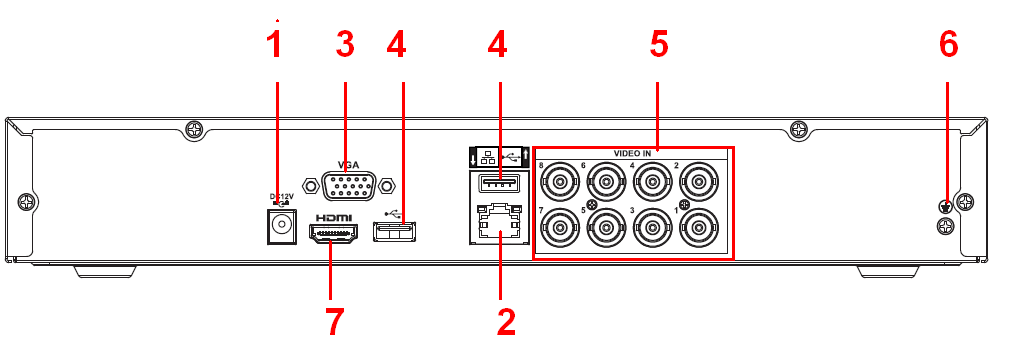 1 3 4 4 5 6
VIDEO IN
8 6 4 2
VGA
DC12V
HDMI
7 5 3 1
7 2